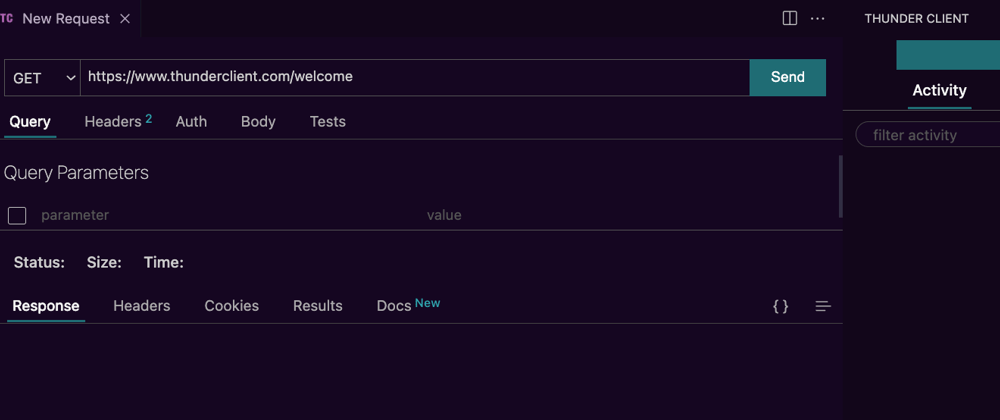 TC New Request
THUNDER CLIENT
GET https://www.thunderclient.com/welcome Send
Activity
Query Headers 2 Auth Body Tests
filter activity
Query Parameters
parameter value
Status: Size: Time:
Response Headers Cookies Results Docs New
{ }